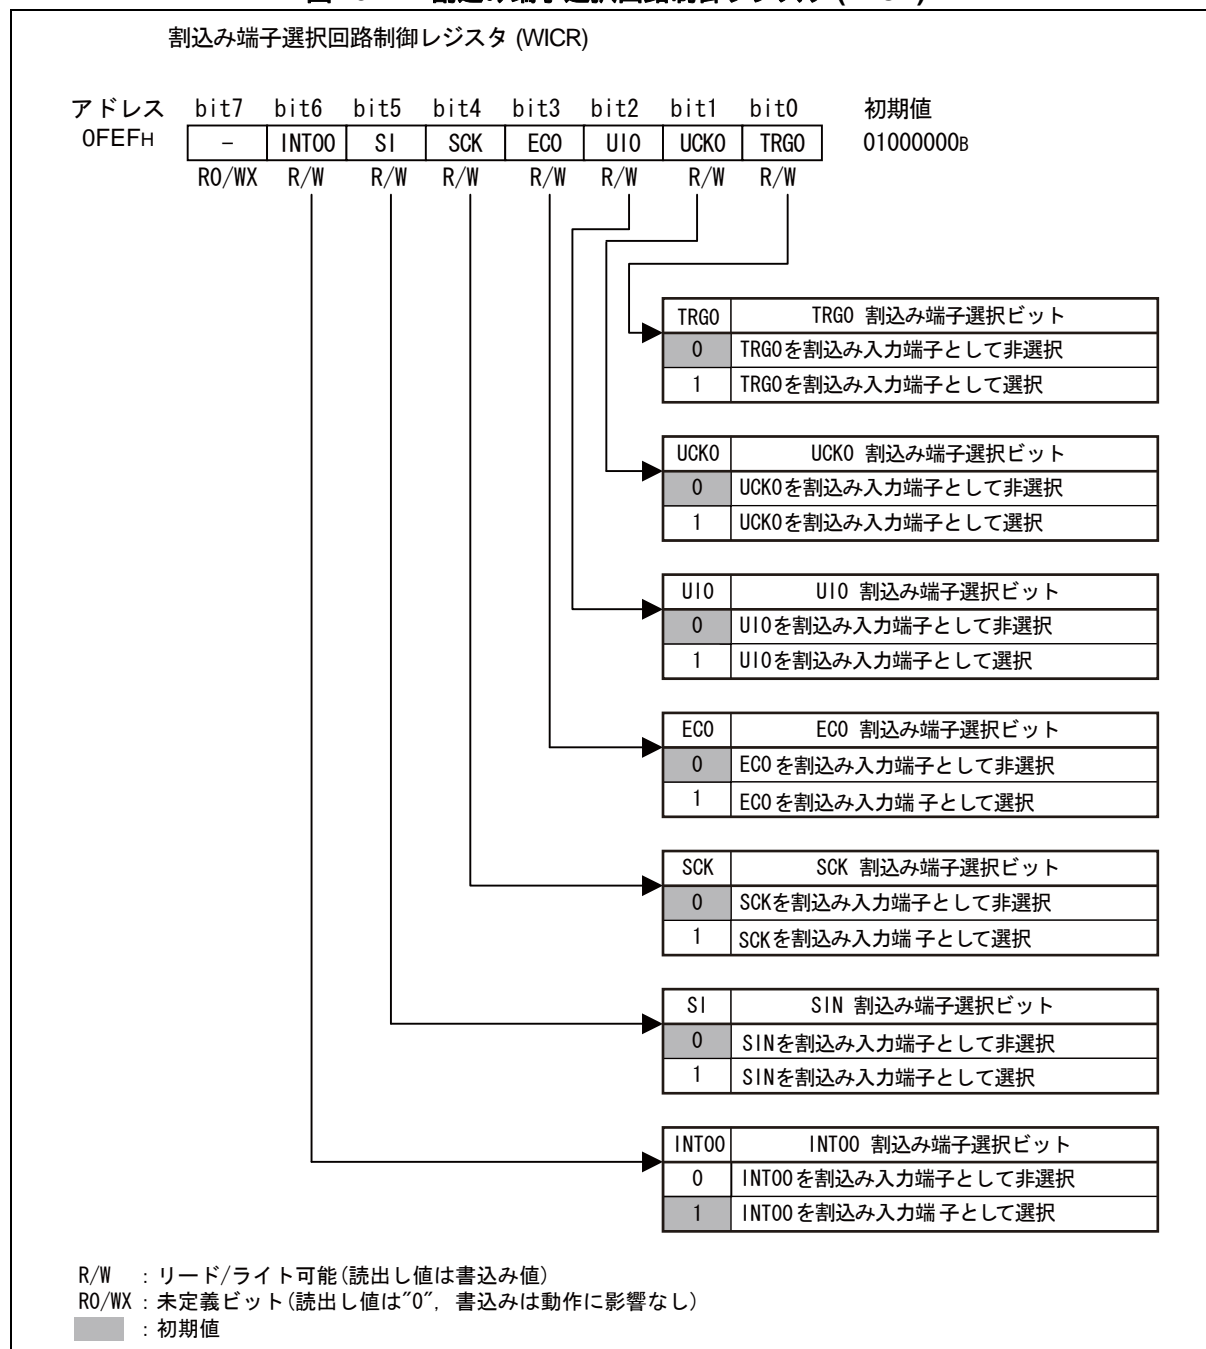 割込み端子選択回路制御レジスタ (WICR)
アドレス bit7 bit6 bit5 bit4 bit3 bit2 bit1 bit0 初期値
0FEFH - INT00 SI SCK EC0 UI0 UCK0 TRG0 01000000B
R0/WX R/W R/W R/W R/W R/W R/W R/W
TRG0 TRG0 割込み端子選択ビット
0 TRG0を割込み入力端子として非選択
1 TRG0を割込み入力端子として選択
UCK0 UCK0 割込み端子選択ビット
0 UCK0を割込み入力端子として非選択
1 UCK0を割込み入力端子として選択
UI0 UI0 割込み端子選択ビット
0 UI0を割込み入力端子として非選択
1 UI0を割込み入力端子として選択
EC0 EC0 割込み端子選択ビット
0 EC0を割込み入力端子として非選択
1 EC0を割込み入力端子として選択
SCK SCK 割込み端子選択ビット
0 SCKを割込み入力端子として非選択
1 SCKを割込み入力端子として選択
SI SIN 割込み端子選択ビット
0 SINを割込み入力端子として非選択
1 SINを割込み入力端子として選択
INT00 INT00 割込み端子選択ビット
0 INT00を割込み入力端子として非選択
1 INT00を割込み入力端子として選択
R/W :リード/ライト可能(読出し値は書込み値)
R0/WX:未定義ビット(読出し値は"0", 書込みは動作に影響なし)
:初期値